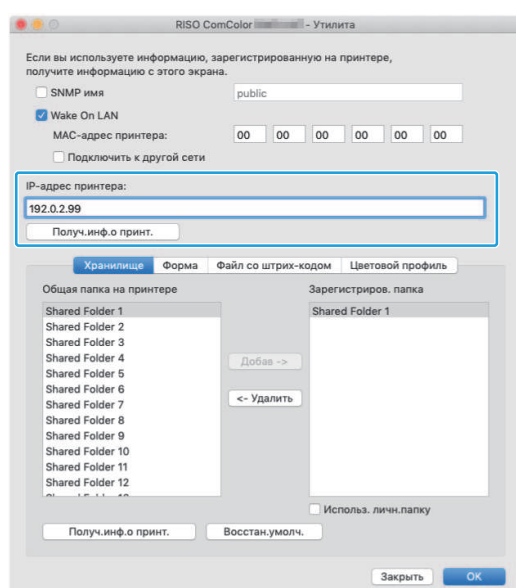 RISO ComColor - Утилита
Если вы используете информацию, зарегистрированную на принтере,
получите информацию с этого экрана.
SNMP имя public
Wake On LAN
MAC-адрес принтера: 00 00 00 00 00 00
Подключить к другой сети
IP-адрес принтера:
192.0.2.99
Получ.инф.о принт.
Хранилище Форма Файл со штрих-кодом Цветовой профиль
Общая папка на принтере Зарегистриров. папка
Shared Folder 1 Shared Folder 1
Shared Folder 2
Shared Folder 3
Shared Folder 4 Добав ->
Shared Folder 5
Shared Folder 6 <- Удалить
Shared Folder 7
Shared Folder 8
Shared Folder 9
Shared Folder 10
Shared Folder 11
Shared Folder 12
Использ. личн.папку
Получ.инф.о принт. Восстан.умолч.
Закрыть OK